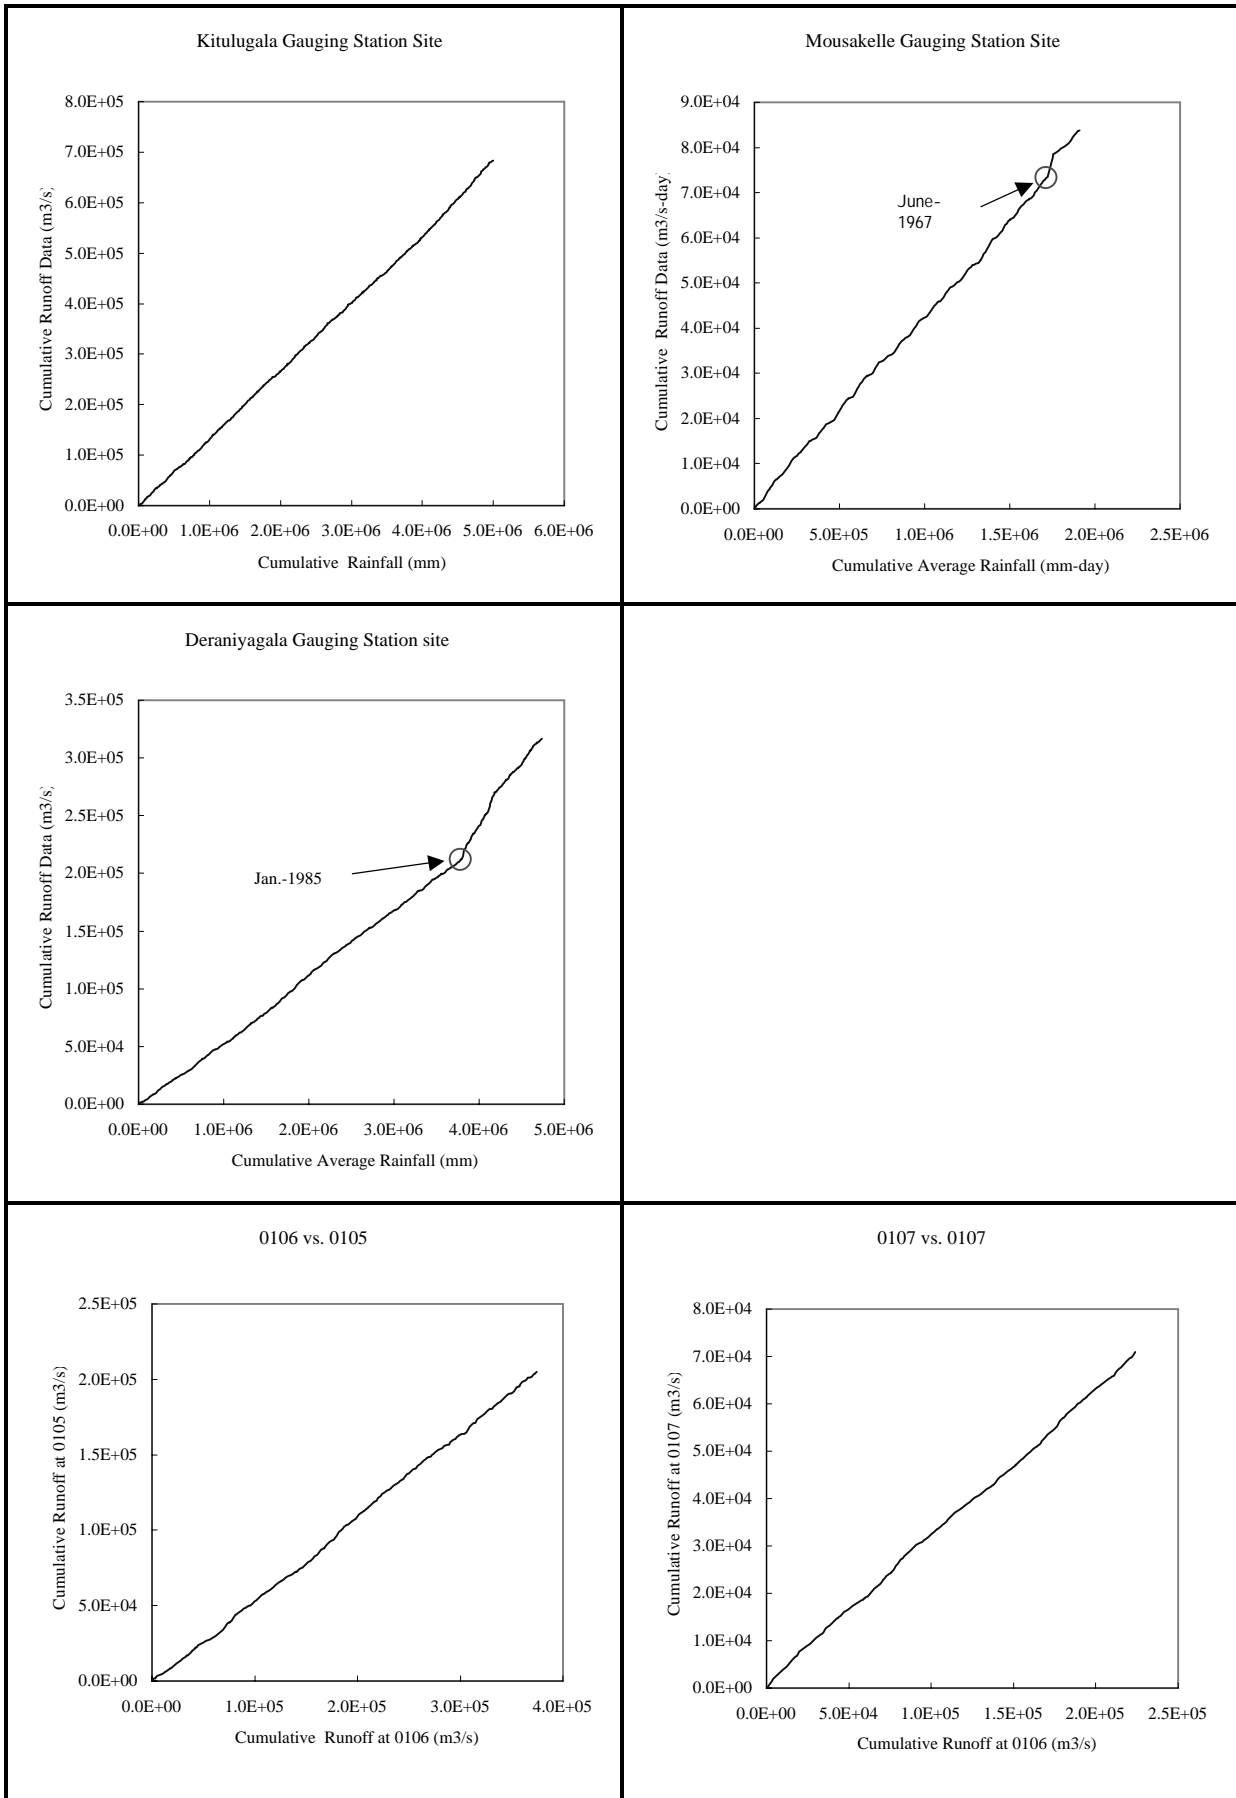 Kitulugala Gauging Station Site
8.0E+05
7.0E+05
6.0E+05
5.0E+05
4.0E+05
3.0E+05
2.0E+05
1.0E+05
0.0E+00
Cumulative Runoff Data (m3/s)
0.0E+00 1.0E+06 2.0E+06 3.0E+06 4.0E+06 5.0E+06 6.0E+06
Cumulative Rainfall (mm)
Mousakelle Gauging Station Site
9.0E+04
8.0E+04
7.0E+04
6.0E+04
5.0E+04
4.0E+04
3.0E+04
2.0E+04
1.0E+04
0.0E+00
Cumulative Runoff Data (m3/s-day)
June-
1967
0.0E+00 5.0E+05 1.0E+06 1.5E+06 2.0E+06 2.5E+06
Cumulative Average Rainfall (mm-day)
Deraniyagala Gauging Station site
3.5E+05
3.0E+05
2.5E+05
2.0E+05
1.5E+05
1.0E+05
5.0E+04
0.0E+00
Cumulative Runoff Data (m3/s)
Jan.-1985
0.0E+00 1.0E+06 2.0E+06 3.0E+06 4.0E+06 5.0E+06
Cumulative Average Rainfall (mm)
0106 vs. 0105
2.5E+05
2.0E+05
1.5E+05
1.0E+05
5.0E+04
0.0E+00
Cumulative Runoff at 0105 (m3/s)
0.0E+00 1.0E+05 2.0E+05 3.0E+05 4.0E+05
Cumulative Runoff at 0106 (m3/s)
0107 vs. 0107
8.0E+04
7.0E+04
6.0E+04
5.0E+04
4.0E+04
3.0E+04
2.0E+04
1.0E+04
0.0E+00
Cumulative Runoff at 0107 (m3/s)
0.0E+00 5.0E+04 1.0E+05 1.5E+05 2.0E+05 2.5E+05
Cumulative Runoff at 0106 (m3/s)